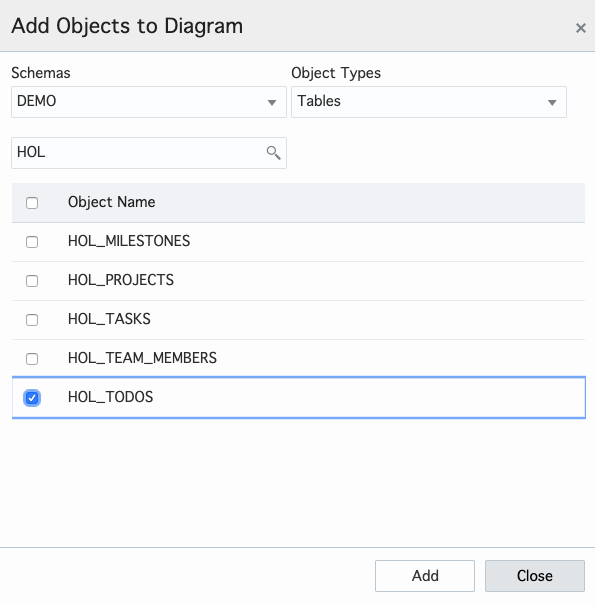 Add Objects to Diagram
×
Schemas Object Types
DEMO Tables
HOL
Object Name
HOL_MILESTONES
HOL_PROJECTS
HOL_TASKS
HOL_TEAM_MEMBERS
HOL_TODOS
Add Close